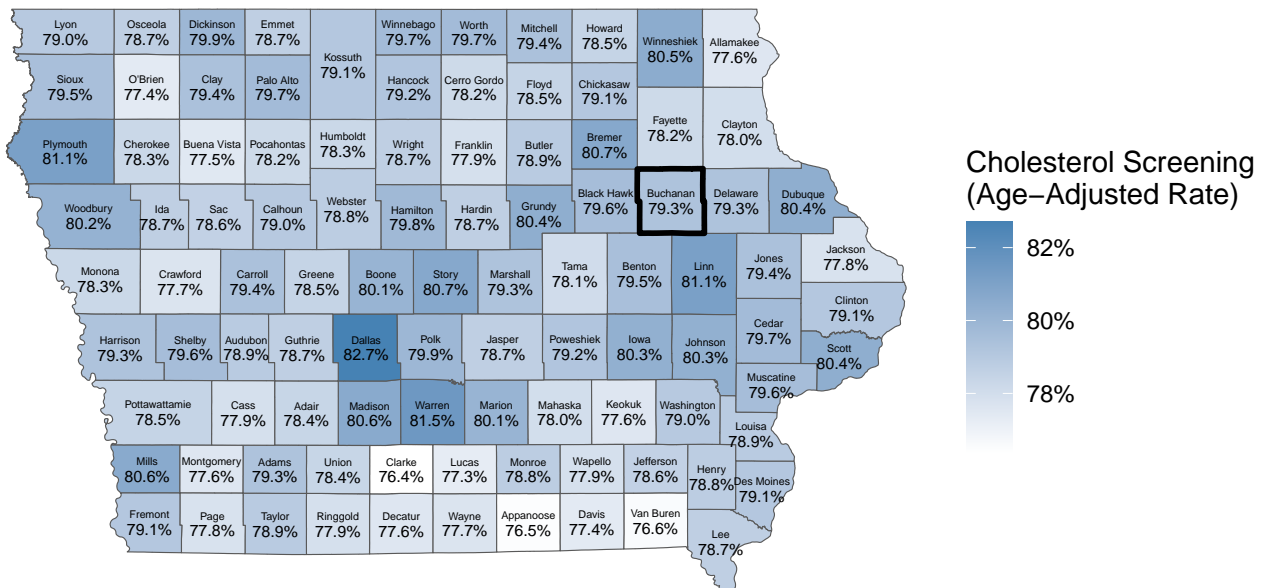 Lyon
79.0%
Osceola
78.7%
Dickinson
79.9%
Emmet
78.7%
Kossuth
79.1%
Winnebago
79.7%
Worth
79.7%
Mitchell
79.4%
Howard
78.5%
Winneshiek
80.5%
Allamakee
77.6%
Sioux
79.5%
O'Brien
77.4%
Clay
79.4%
Palo Alto
79.7%
Hancock
79.2%
Cerro Gordo
78.2%
Floyd
78.5%
Chickasaw
79.1%
Plymouth
81.1%
Cherokee
78.3%
Buena Vista
77.5%
Pocahontas
78.2%
Humboldt
78.3%
Wright
78.7%
Franklin
77.9%
Butler
78.9%
Bremer
80.7%
Fayette
78.2%
Clayton
78.0%
Woodbury
80.2%
Ida
78.7%
Sac
78.6%
Calhoun
79.0%
Webster
78.8%
Hamilton
79.8%
Hardin
78.7%
Grundy
80.4%
Black Hawk
79.6%
Buchanan
79.3%
Delaware
79.3%
Dubuque
80.4%
Monona
78.3%
Crawford
77.7%
Carroll
79.4%
Greene
78.5%
Boone
80.1%
Story
80.7%
Marshall
79.3%
Tama
78.1%
Benton
79.5%
Linn
81.1%
Jones
79.4%
Jackson
77.8%
Clinton
79.1%
Harrison
79.3%
Shelby
79.6%
Audubon
78.9%
Guthrie
78.7%
Dallas
82.7%
Polk
79.9%
Jasper
78.7%
Poweshiek
79.2%
Iowa
80.3%
Johnson
80.3%
Cedar
79.7%
Scott
80.4%
Muscatine
79.6%
Pottawattamie
78.5%
Cass
77.9%
Adair
78.4%
Madison
80.6%
Warren
81.5%
Marion
80.1%
Mahaska
78.0%
Keokuk
77.6%
Washington
79.0%
Louisa
78.9%
Mills
80.6%
Montgomery
77.6%
Adams
79.3%
Union
78.4%
Clarke
76.4%
Lucas
77.3%
Monroe
78.8%
Wapello
77.9%
Jefferson
78.6%
Henry
78.8%
Des Moines
79.1%
Fremont
79.1%
Page
77.8%
Taylor
78.9%
Ringgold
77.9%
Decatur
77.6%
Wayne
77.7%
Appanoose
76.5%
Davis
77.4%
Van Buren
76.6%
Lee
78.7%
Cholesterol Screening
(Age−Adjusted Rate)
82%
80%
78%